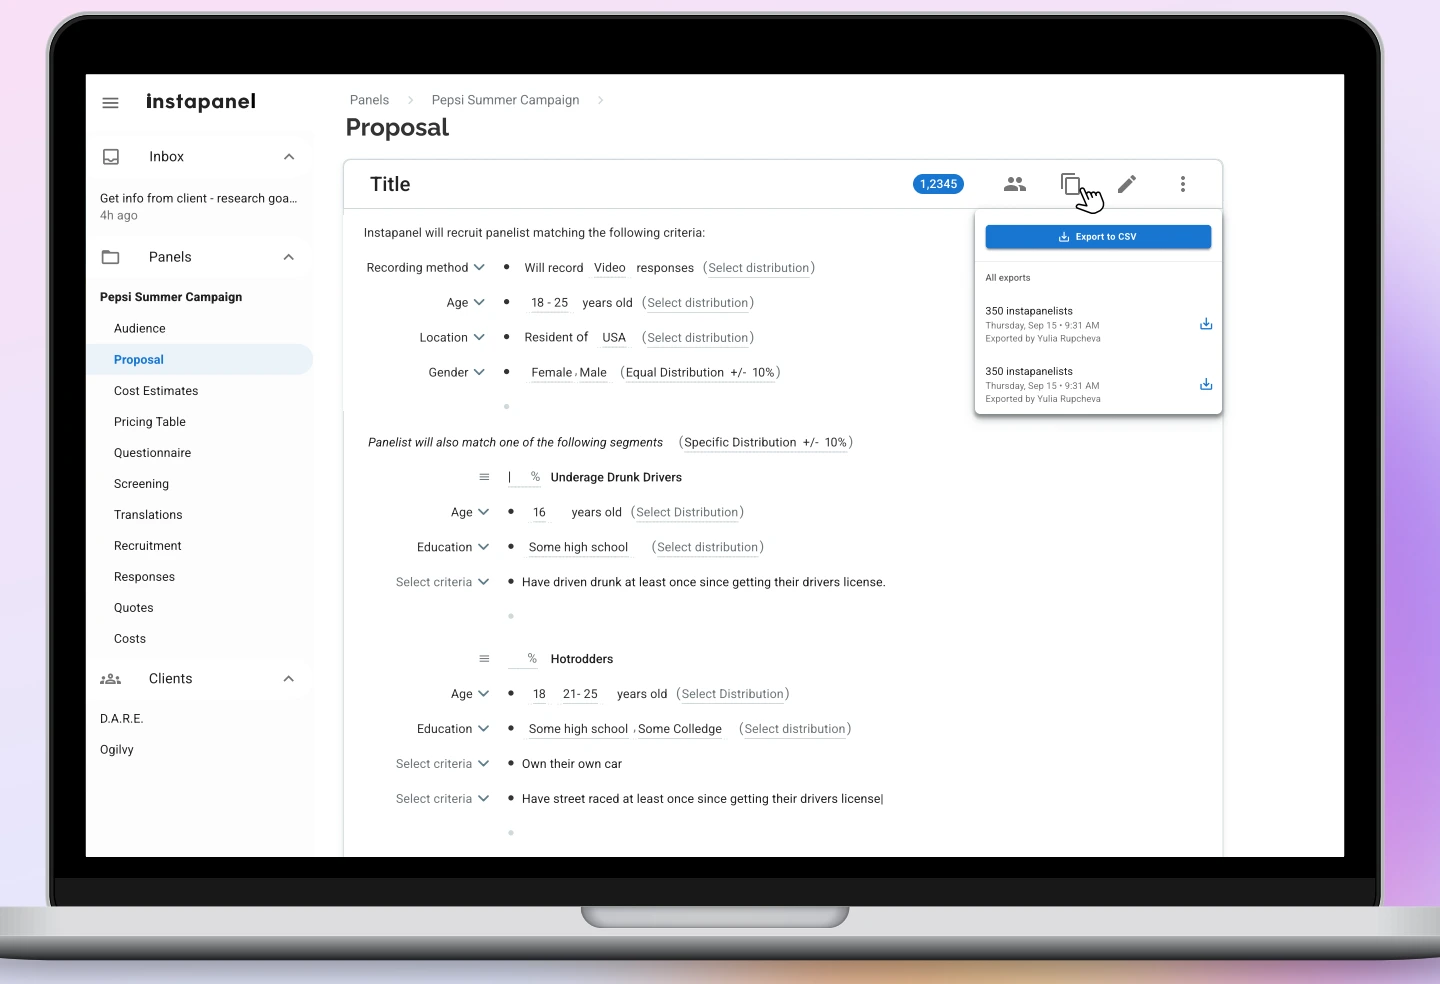 instapanel
Inbox
Get info from client - research goa...
4h ago
Panels
Pepsi Summer Campaign
Audience
Proposal
Cost Estimates
Pricing Table
Questionnaire
Screening
Translations
Recruitment
Responses
Quotes
Costs
Clients
D.A.R.E.
Ogilvy
Panels > Pepsi Summer Campaign >
Proposal
Title
1,2345
Export to CSV
All exports
350 instapanelists
Thursday, Sep 15 • 9:31 AM
Exported by Yulia Rupcheva
350 instapanelists
Thursday, Sep 15 • 9:31 AM
Exported by Yulia Rupcheva
Instapanel will recruit panelist matching the following criteria:
Recording method • Will record Video responses (Select distribution)
Age • 18 - 25 years old (Select distribution)
Location • Resident of USA (Select distribution)
Gender • Female, Male (Equal Distribution +/- 10%)
Panelist will also match one of the following segments (Specific Distribution +/- 10%)
% Underage Drunk Drivers
Age • 16 years old (Select Distribution)
Education • Some high school (Select distribution)
Select criteria • Have driven drunk at least once since getting their drivers license.
% Hotrodders
Age • 18 21- 25 years old (Select Distribution)
Education • Some high school, Some Colledge (Select distribution)
Select criteria • Own their own car
Select criteria • Have street raced at least once since getting their drivers license